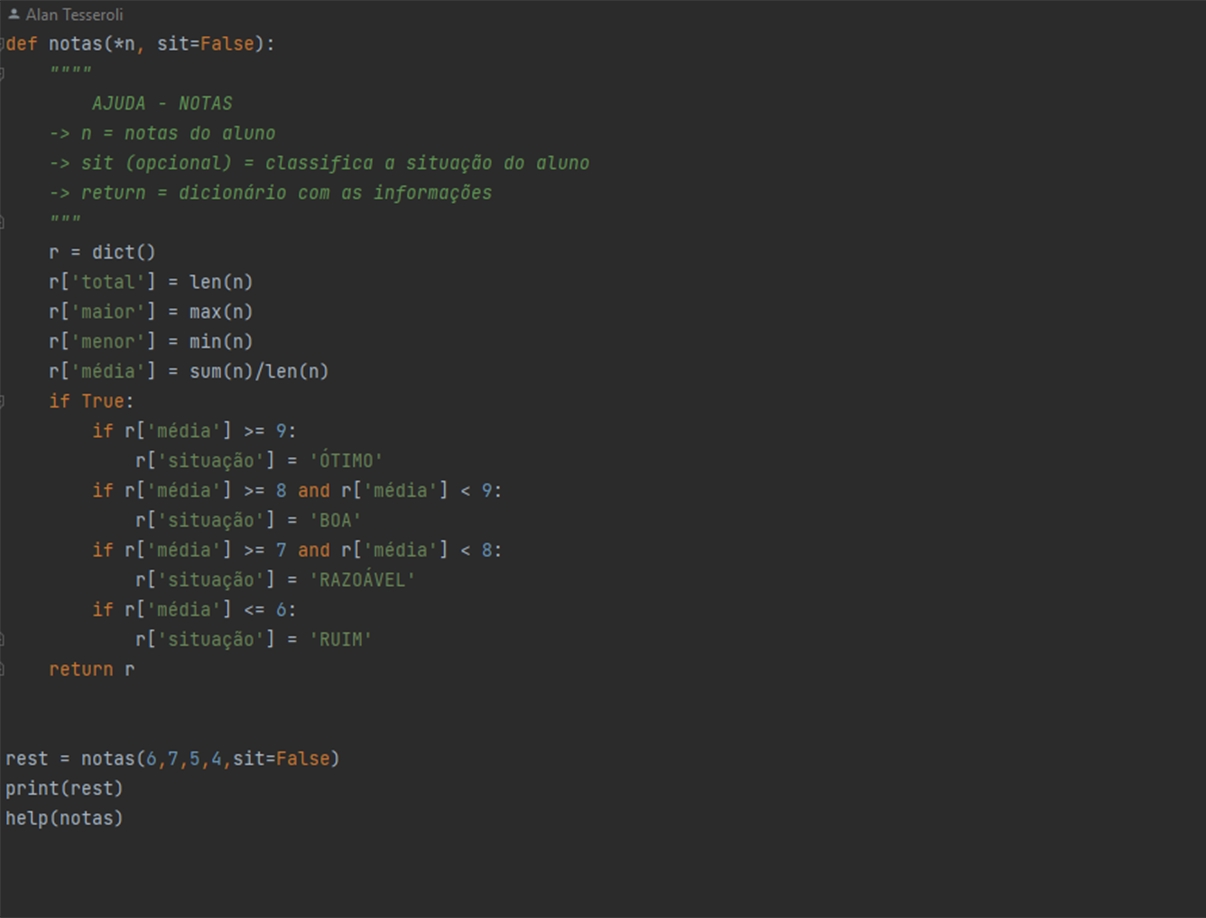 Alan Tesseroli
def notas(*n, sit=False):
    """"
        AJUDA - NOTAS
    -> n = notas do aluno
    -> sit (opcional) = classifica a situação do aluno
    -> return = dicionário com as informações
    """
    r = dict()
    r['total'] = len(n)
    r['maior'] = max(n)
    r['menor'] = min(n)
    r['média'] = sum(n)/len(n)
    if True:
        if r['média'] >= 9:
            r['situação'] = 'ÓTIMO'
        if r['média'] >= 8 and r['média'] < 9:
            r['situação'] = 'BOA'
        if r['média'] >= 7 and r['média'] < 8:
            r['situação'] = 'RAZOÁVEL'
        if r['média'] <= 6:
            r['situação'] = 'RUIM'
    return r
rest = notas(6,7,5,4,sit=False)
print(rest)
help(notas)